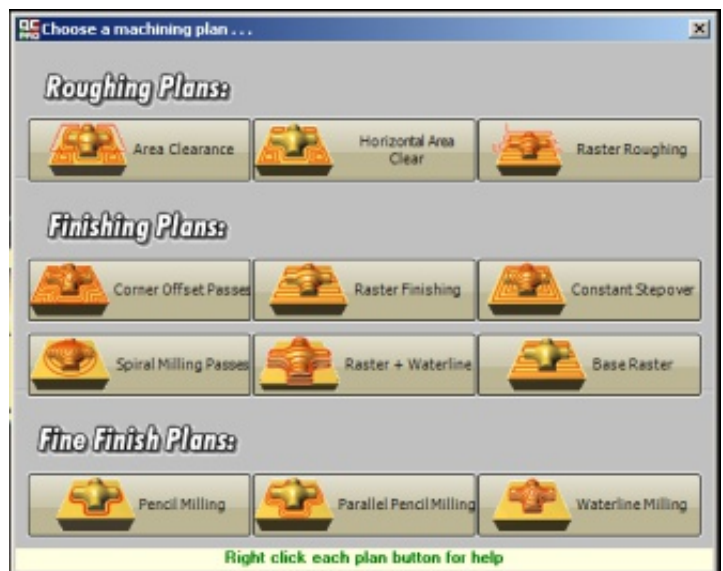 QC
PRO
Choose a machining plan . . .
Roughing Plans:
Area Clearance
Horizontal Area
Clear
Raster Roughing
Finishing Plans:
Corner Offset Passes
Raster Finishing
Constant Stepover
Spiral Milling Passes
Raster + Waterline
Base Raster
Fine Finish Plans:
Pencil Milling
Parallel Pencil Milling
Waterline Milling
Right click each plan button for help